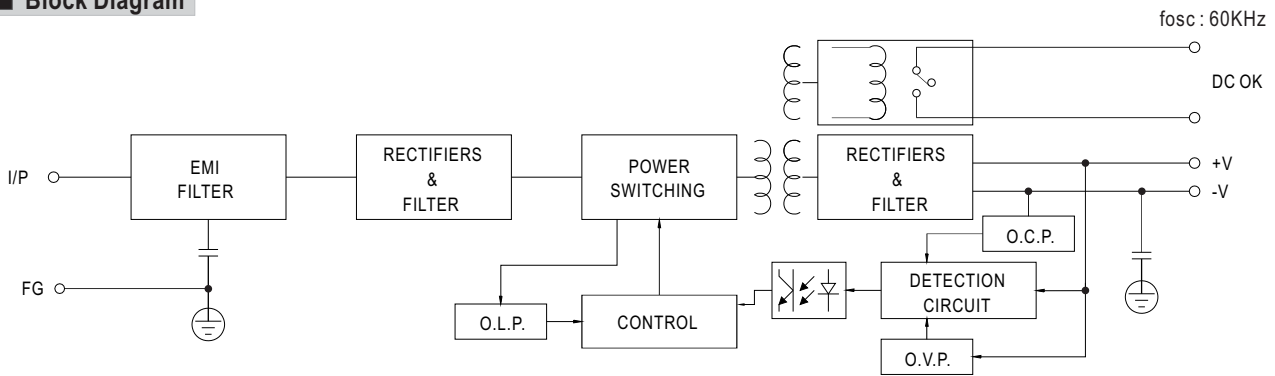 ■ Block Diagram
fosc : 60KHz
DC OK
I/P
EMI
FILTER
RECTIFIERS
&
FILTER
POWER
SWITCHING
RECTIFIERS
&
FILTER
+V
-V
O.C.P.
FG
O.L.P.
CONTROL
DETECTION
CIRCUIT
O.V.P.